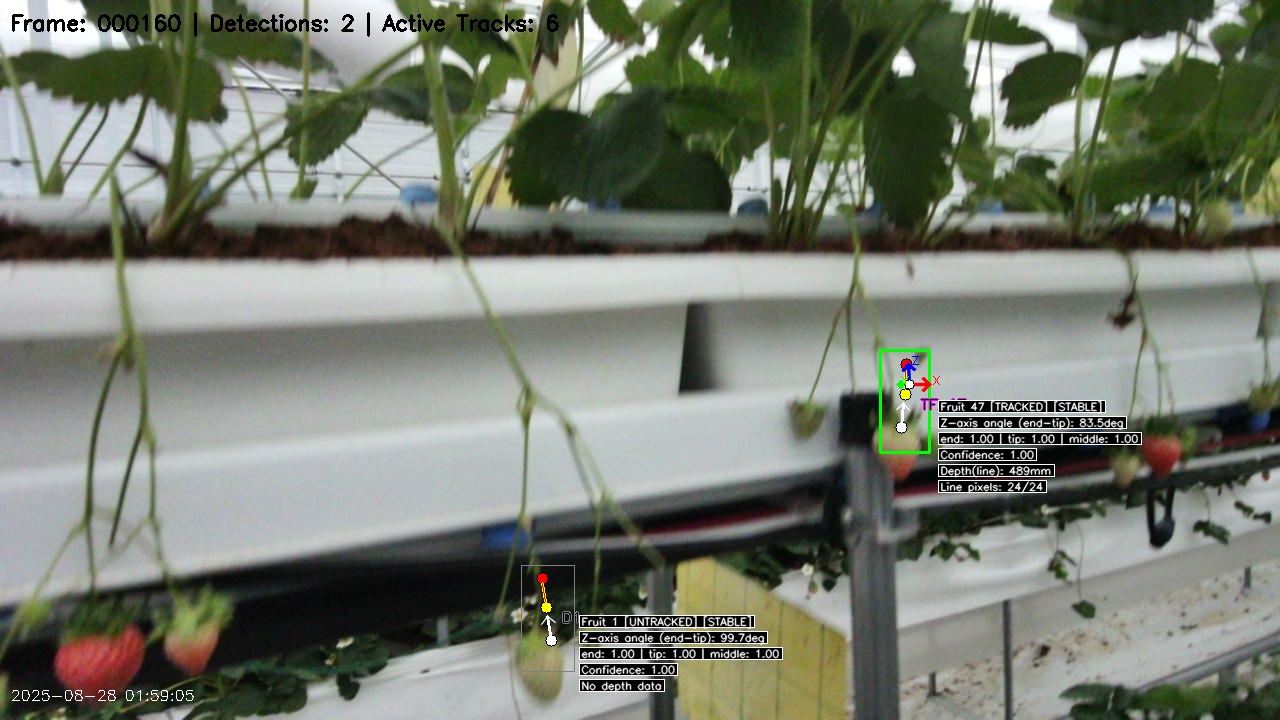 Frame: 000160 | Detections: 2 | Active Tracks: 6
Z
X
Fruit 47 [TRACKED] [STABLE]
Z-axis angle (end-tip): 83.5deg
end: 1.00 | tip: 1.00 | middle: 1.00
Confidence: 1.00
Depth(line): 489mm
Line pixels: 24/24
Fruit 1 [UNTRACKED] [STABLE]
Z-axis angle (end-tip): 99.7deg
end: 1.00 | tip: 1.00 | middle: 1.00
Confidence: 1.00
No depth data
2025-08-28 01:59:05